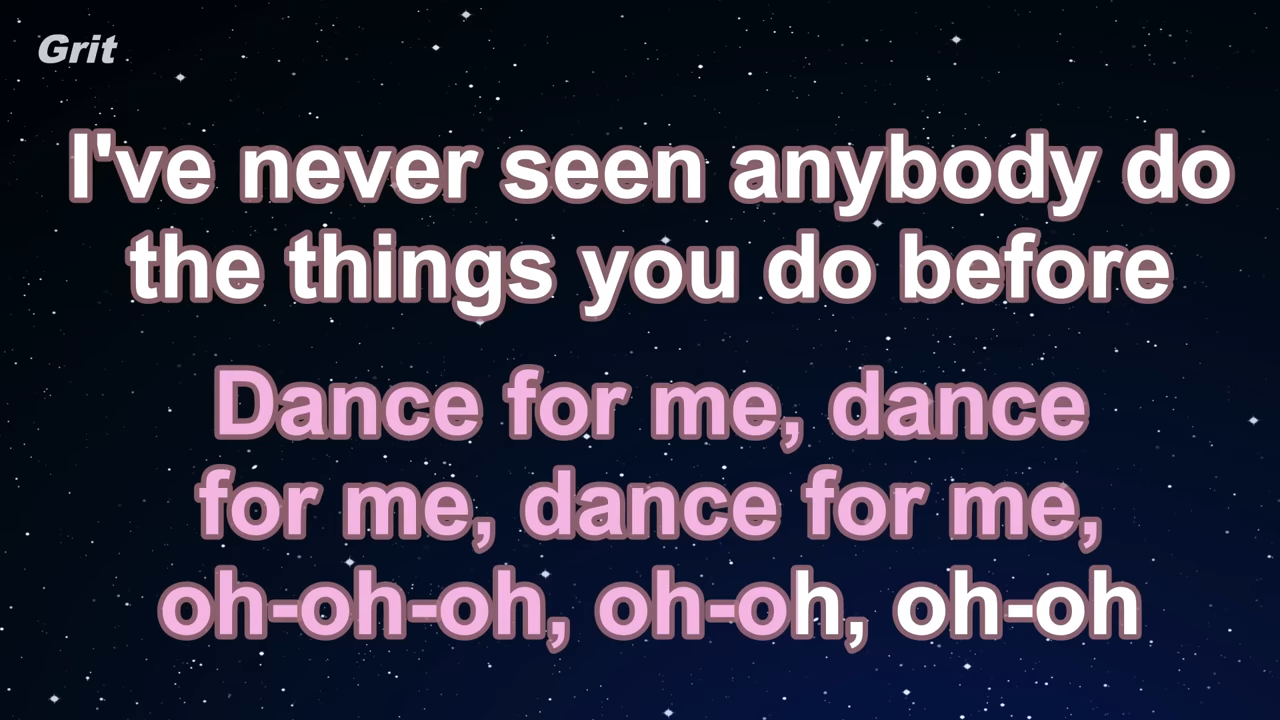 Grit
I've never seen anybody do
the things you do before
Dance for me, dance
for me, dance for me,
oh-oh-oh, oh-oh, oh-oh